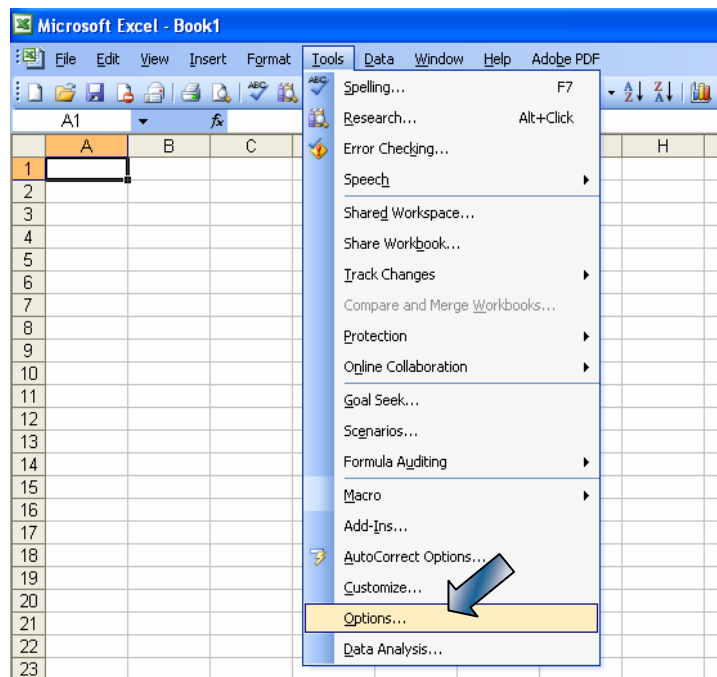 Microsoft Excel - Book1
File Edit View Insert Format Tools Data Window Help Adobe PDF
ABC
A1 fx
A B C H
1
2
3
4
5
6
7
8
9
10
11
12
13
14
15
16
17
18
19
20
21
22
23
ABC Spelling... F7
Research... Alt+Click
Error Checking...
Speech
Shared Workspace...
Share Workbook...
Track Changes
Compare and Merge Workbooks...
Protection
Online Collaboration
Goal Seek...
Scenarios...
Formula Auditing
Macro
Add-Ins...
AutoCorrect Options...
Customize...
Options...
Data Analysis...
A Z Z A